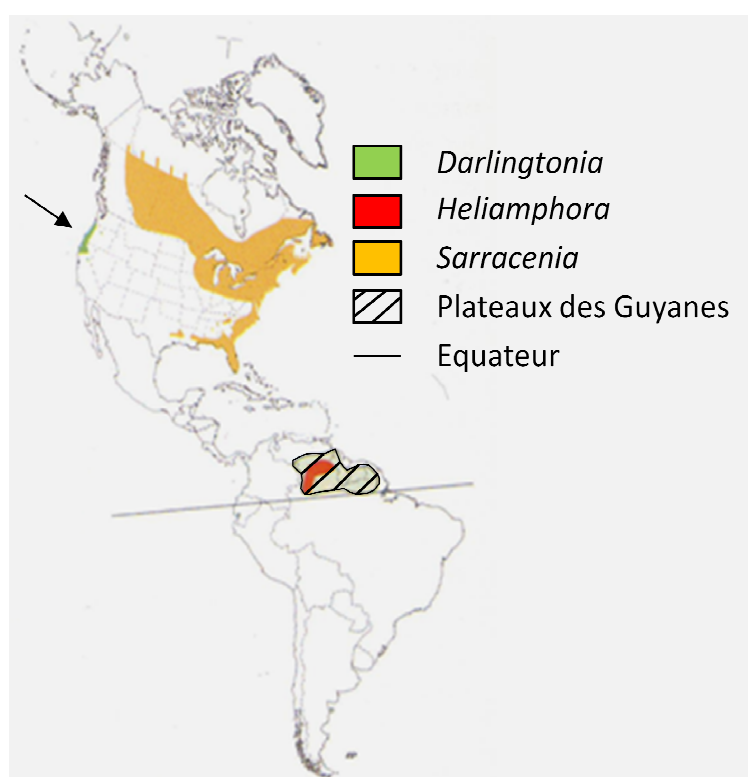 Darlingtonia
Heliamphora
Sarracenia
Plateaux des Guyanes
Equateur